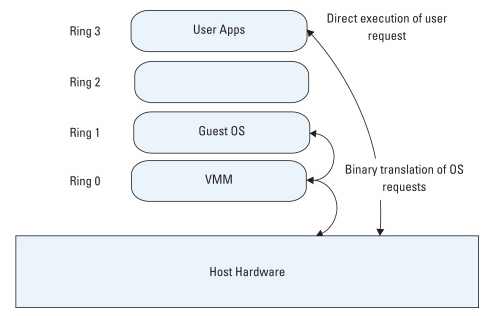 Ring 3
User Apps
Direct execution of user
request
Ring 2
Ring 1
Guest OS
Ring 0
VMM
Binary translation of OS
requests
Host Hardware